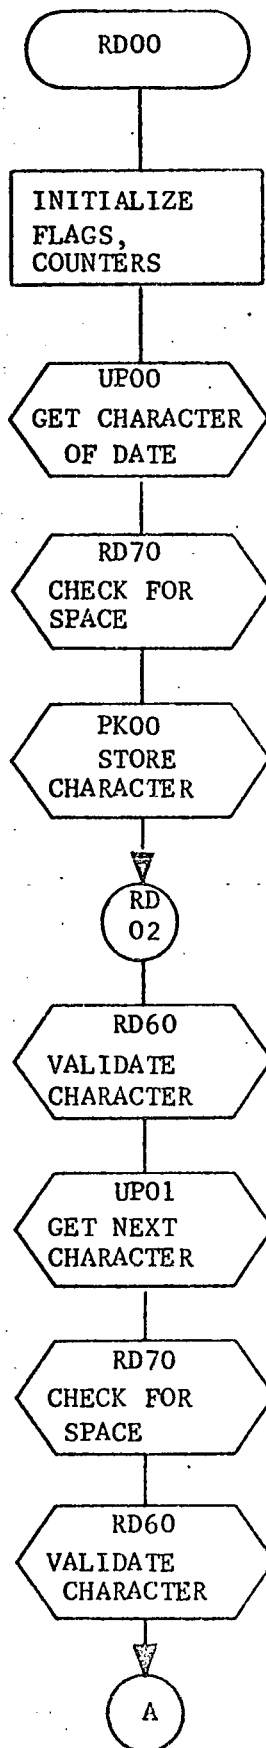 RD00
INITIALIZE
FLAGS,
COUNTERS
UP00
GET CHARACTER
OF DATE
RD70
CHECK FOR
SPACE
PK00
STORE
CHARACTER
RD
02
RD60
VALIDATE
CHARACTER
UP01
GET NEXT
CHARACTER
RD70
CHECK FOR
SPACE
RD60
VALIDATE
CHARACTER
A